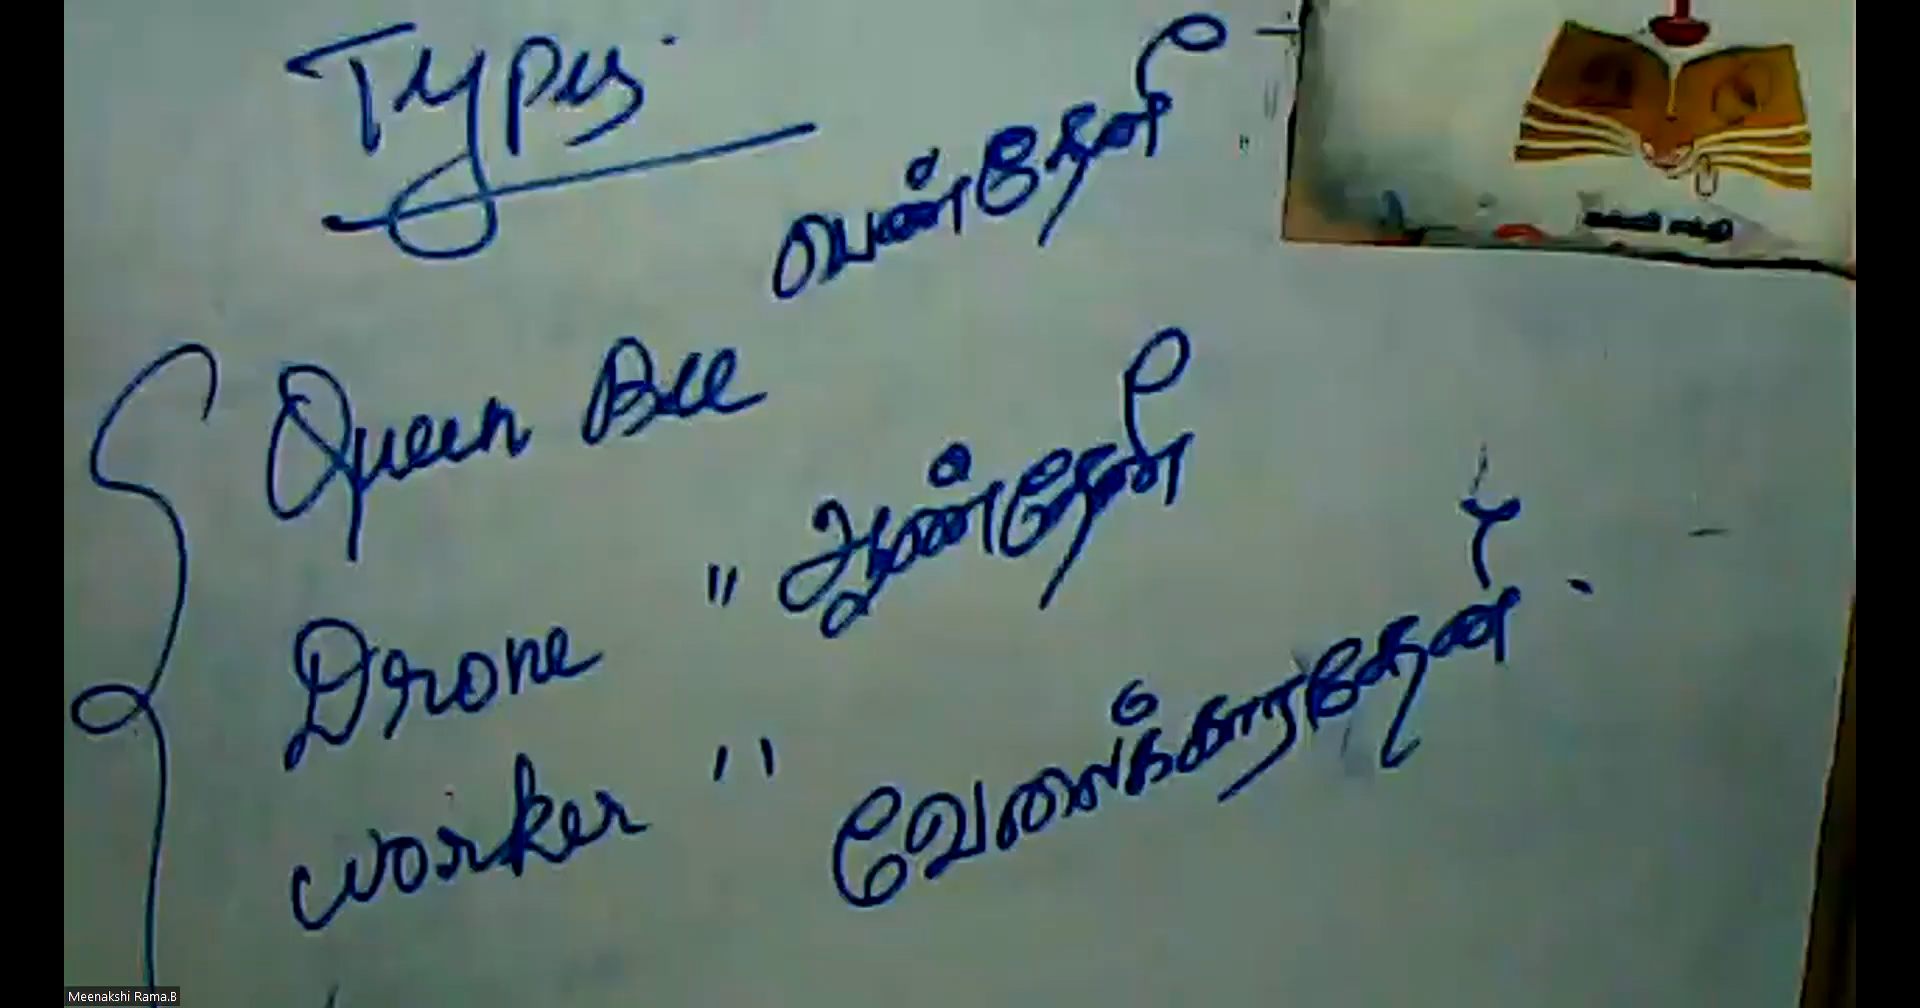 Types
பெண்தேனீ
Queen Bee
Drone " ஆண்தேனீ
worker " வேலைக்காரதேனீ
Meenakshi Rama.B